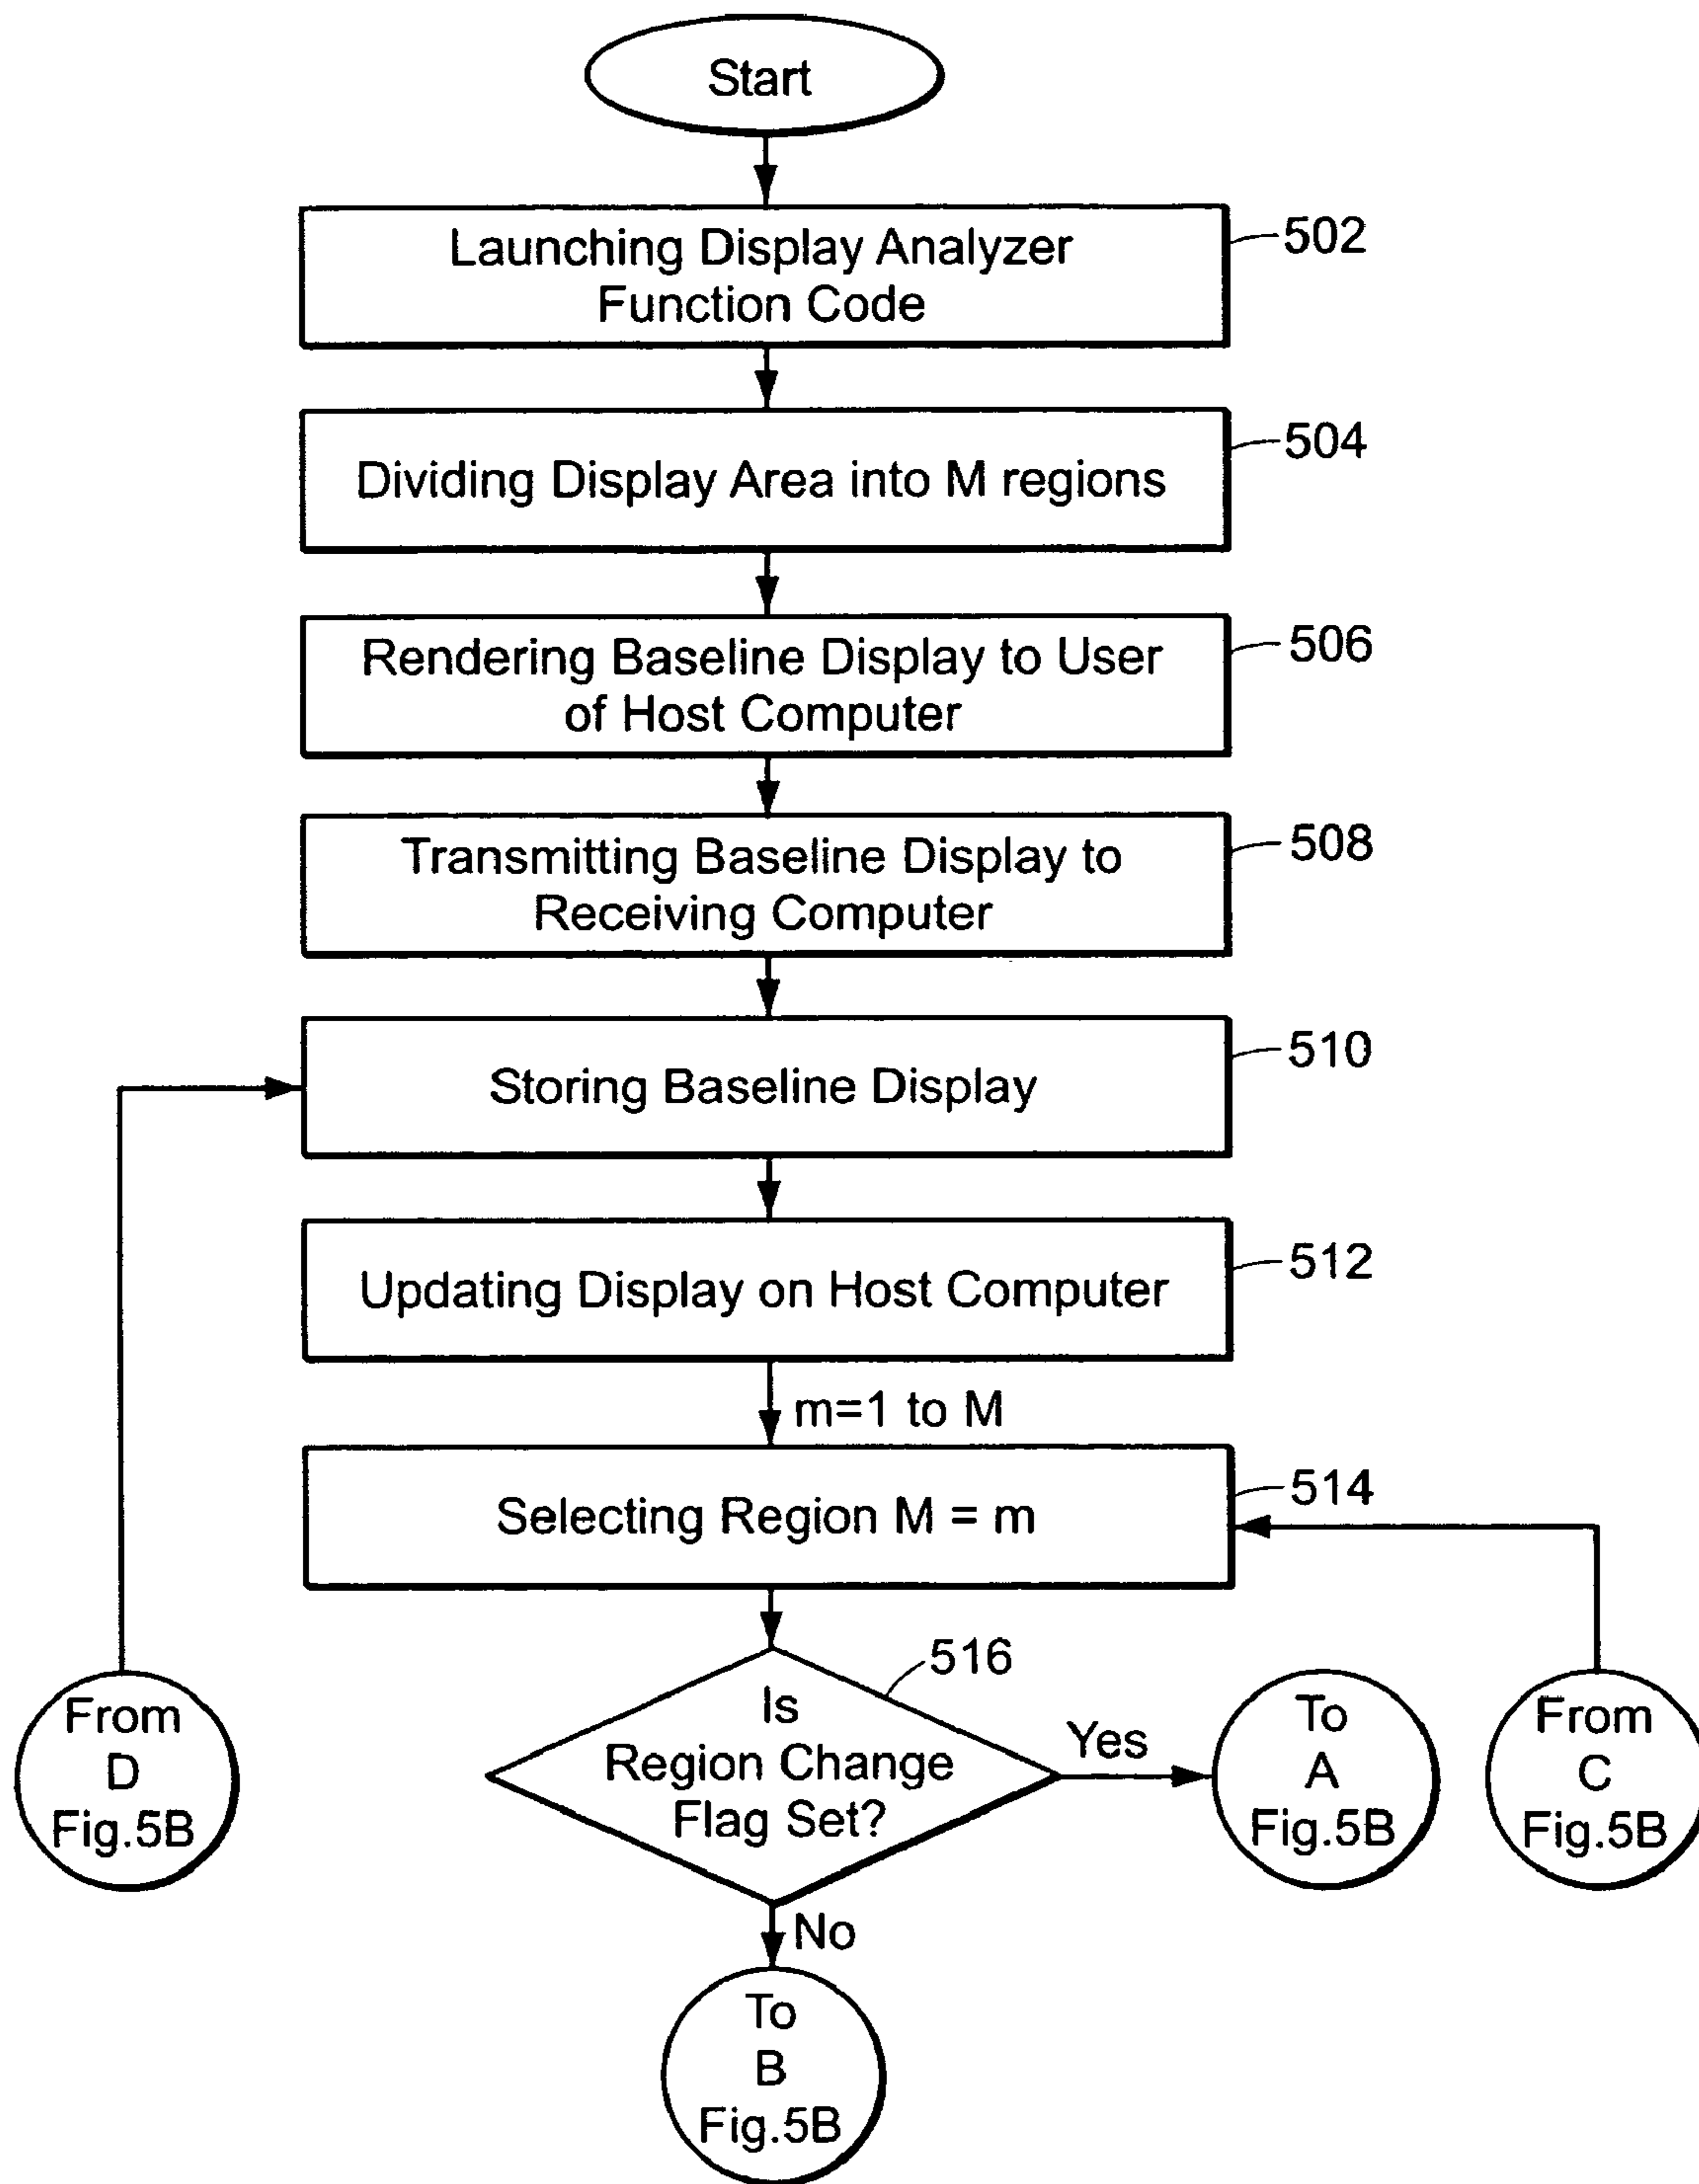 Start
Launching Display Analyzer
Function Code
502
Dividing Display Area into M regions
504
Rendering Baseline Display to User
of Host Computer
506
Transmitting Baseline Display to
Receiving Computer
508
Storing Baseline Display
510
Updating Display on Host Computer
512
m=1 to M
Selecting Region M = m
514
516
Is
Region Change
Flag Set?
Yes
No
From
D
Fig.5B
To
A
Fig.5B
From
C
Fig.5B
To
B
Fig.5B